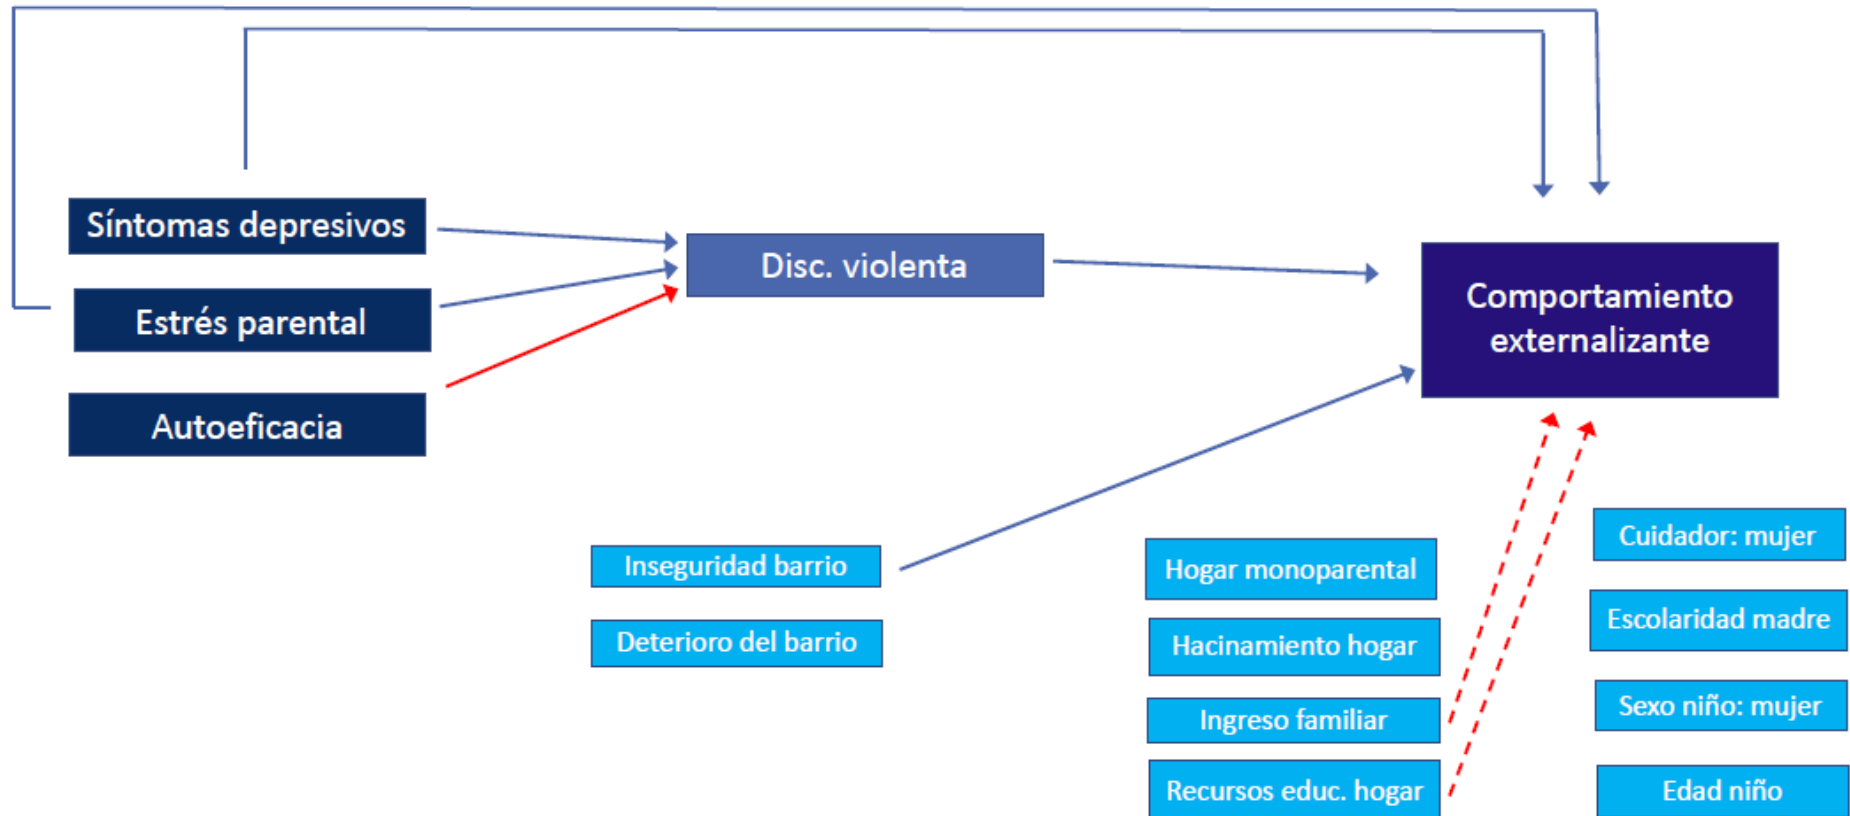 Síntomas depresivos
Estrés parental
Autoeficacia
Disc. violenta
Comportamiento
externalizante
Inseguridad barrio
Deterioro del barrio
Hogar monoparental
Hacinamiento hogar
Ingreso familiar
Recursos educ. hogar
Cuidador: mujer
Escolaridad madre
Sexo niño: mujer
Edad niño